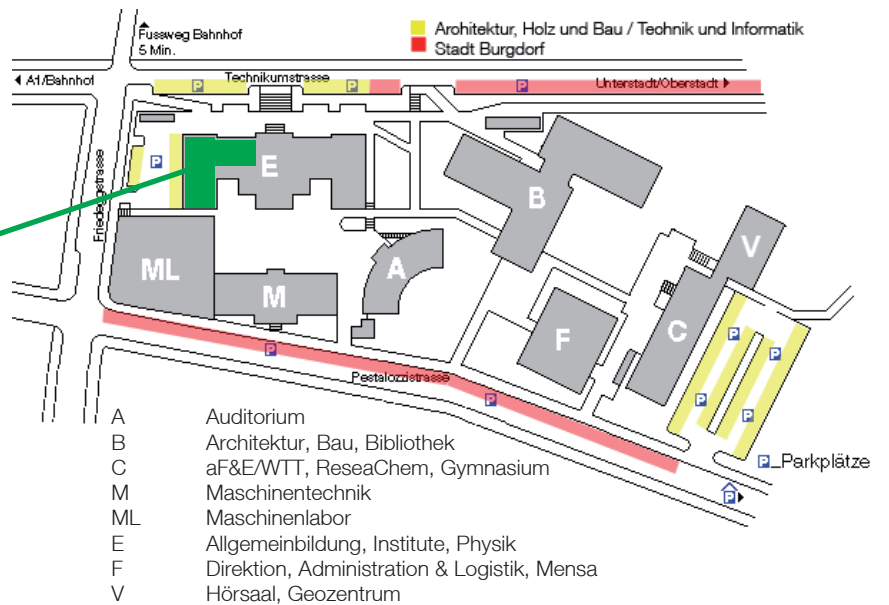 Architektur, Holz und Bau / Technik und Informatik
Stadt Burgdorf
Fussweg Bahnhof
5 Min.
A1/Bahnhof
Technikumstrasse
Unterstadt/Oberstadt
P
P
P
P
Friedeggstrasse
E
B
V
ML
M
A
F
C
P
P
P
P
P
Pestalozzistrasse
P
P_Parkplätze
P
A Auditorium
B Architektur, Bau, Bibliothek
C aF&E/WTT, ReseaChem, Gymnasium
M Maschinentechnik
ML Maschinenlabor
E Allgemeinbildung, Institute, Physik
F Direktion, Administration & Logistik, Mensa
V Hörsaal, Geozentrum